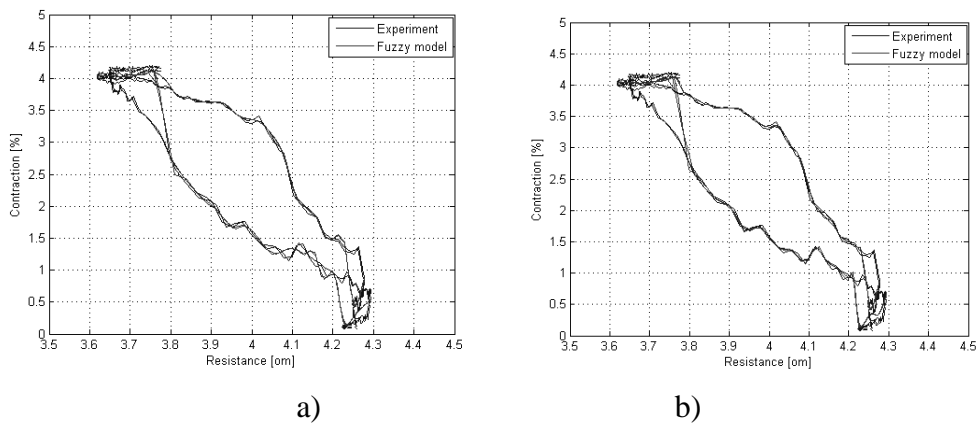 5
4.5
4
3.5
3
2.5
2
1.5
1
0.5
0
Contraction [%]
Experiment
Fuzzy model
3.5 3.6 3.7 3.8 3.9 4 4.1 4.2 4.3 4.4 4.5
Resistance [om]
a)
5
4.5
4
3.5
3
2.5
2
1.5
1
0.5
0
Contraction [%]
Experiment
Fuzzy model
3.5 3.6 3.7 3.8 3.9 4 4.1 4.2 4.3 4.4 4.5
Resistance [om]
b)